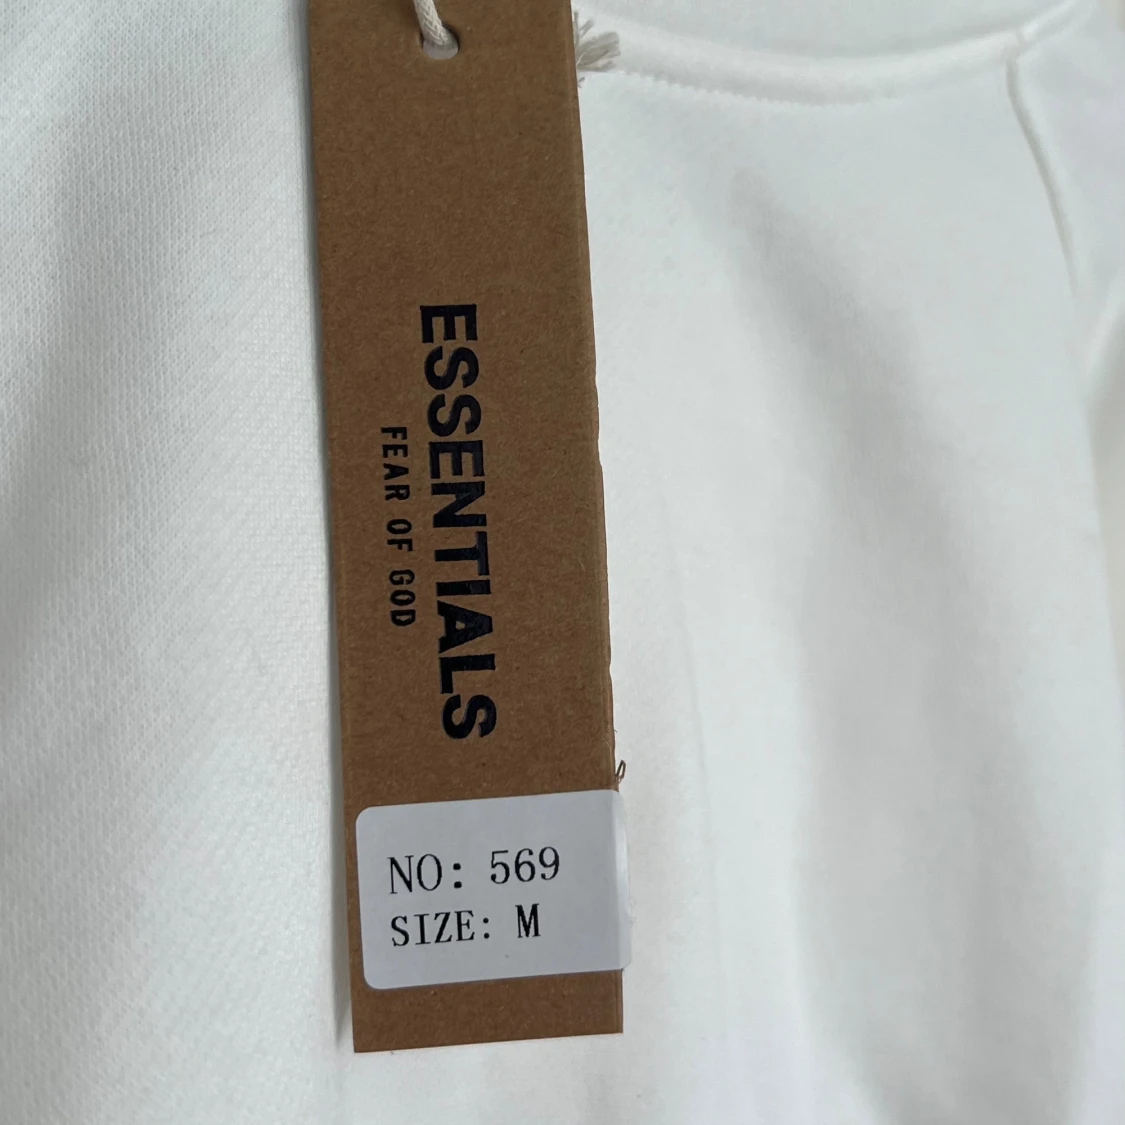 ESSENTIALS
FEAR OF GOD
NO: 569
SIZE: M